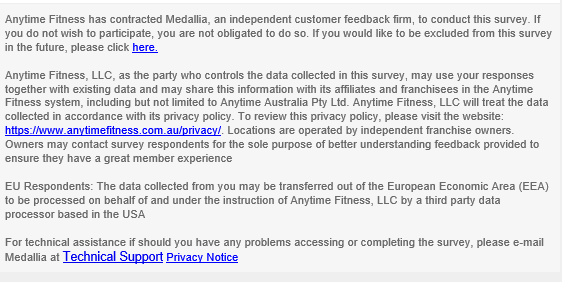 Anytime Fitness has contracted Medallia, an independent customer feedback firm, to conduct this survey. If
you do not wish to participate, you are not obligated to do so. If you would like to be excluded from this survey
in the future, please click here.
Anytime Fitness, LLC, as the party who controls the data collected in this survey, may use your responses
together with existing data and may share this information with its affiliates and franchisees in the Anytime
Fitness system, including but not limited to Anytime Australia Pty Ltd. Anytime Fitness, LLC will treat the data
collected in accordance with its privacy policy. To review this privacy policy, please visit the website:
https://www.anytimefitness.com.au/privacy/. Locations are operated by independent franchise owners.
Owners may contact survey respondents for the sole purpose of better understanding feedback provided to
ensure they have a great member experience
EU Respondents: The data collected from you may be transferred out of the European Economic Area (EEA)
to be processed on behalf of and under the instruction of Anytime Fitness, LLC by a third party data
processor based in the USA
For technical assistance if should you have any problems accessing or completing the survey, please e-mail
Medallia at Technical Support Privacy Notice